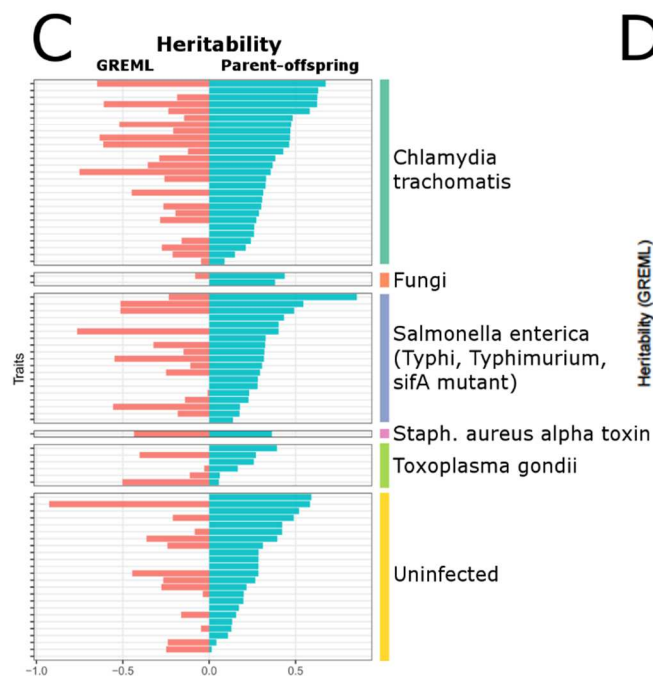 C
D
Heritability
GREML Parent-offspring
Chlamydia
trachomatis
Fungi
Salmonella enterica
(Typhi, Typhimurium,
sifA mutant)
Staph. aureus alpha toxin
Toxoplasma gondii
Uninfected
Traits
Heritability (GREML)
-1.0 -0.5 0.0 0.5